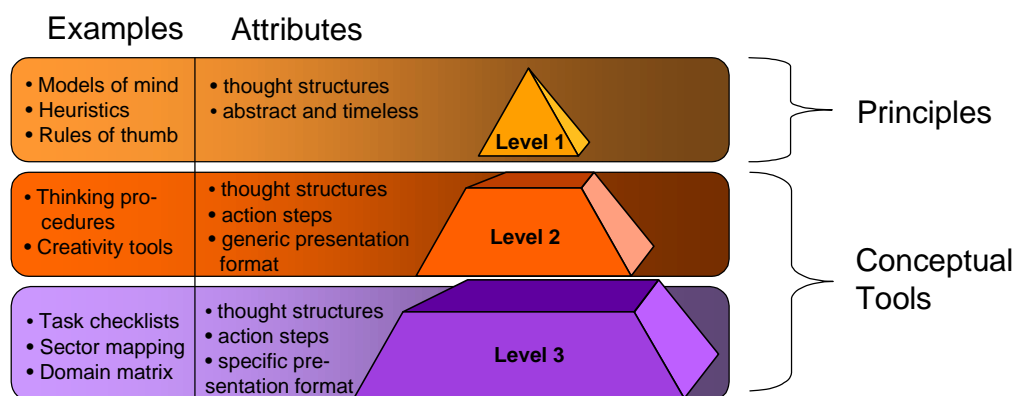 Examples
Attributes
• Models of mind
• Heuristics
• Rules of thumb
• thought structures
• abstract and timeless
Level 1
Principles
• Thinking pro-
cedures
• Creativity tools
• thought structures
• action steps
• generic presentation
format
Level 2
• Task checklists
• Sector mapping
• Domain matrix
• thought structures
• action steps
• specific pre-
sentation format
Level 3
Conceptual
Tools